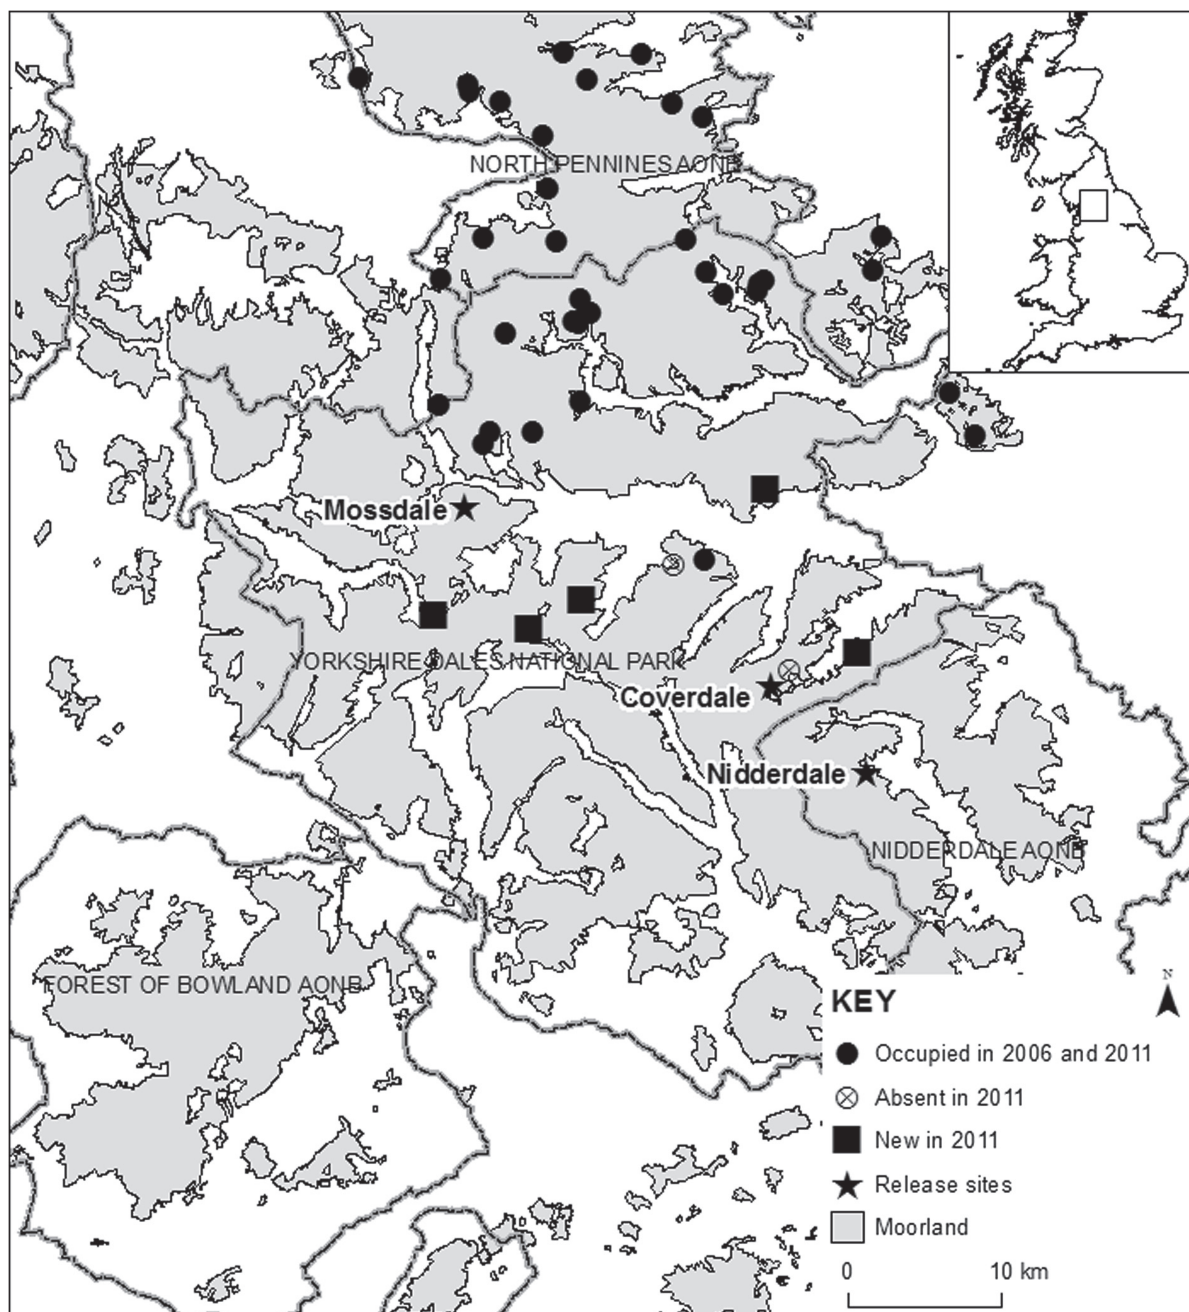 NORTH PENNINES AONB
Mossdale
YORKSHIRE DALES NATIONAL PARK
Coverdale
Nidderdale
NIDDERDALE AONB
FOREST OF BOWLAND AONB
N
KEY
Occupied in 2006 and 2011
Absent in 2011
New in 2011
Release sites
Moorland
0 10 km